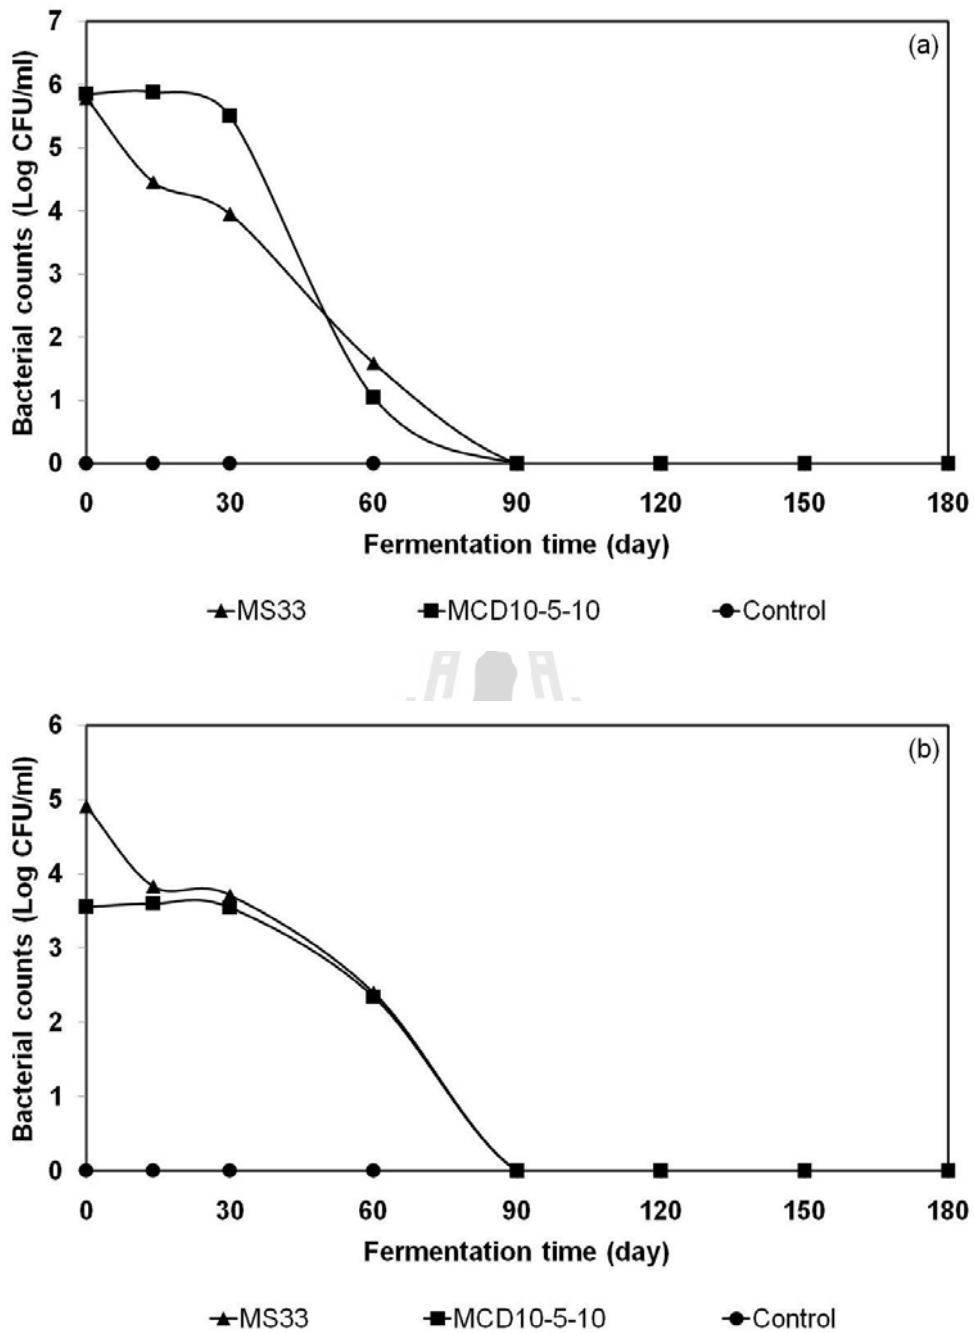 (a)
7
6
5
4
3
2
1
0
Bacterial counts (Log CFU/ml)
0 30 60 90 120 150 180
Fermentation time (day)
MS33 MCD10-5-10 Control
(b)
6
5
4
3
2
1
0
Bacterial counts (Log CFU/ml)
0 30 60 90 120 150 180
Fermentation time (day)
MS33 MCD10-5-10 Control